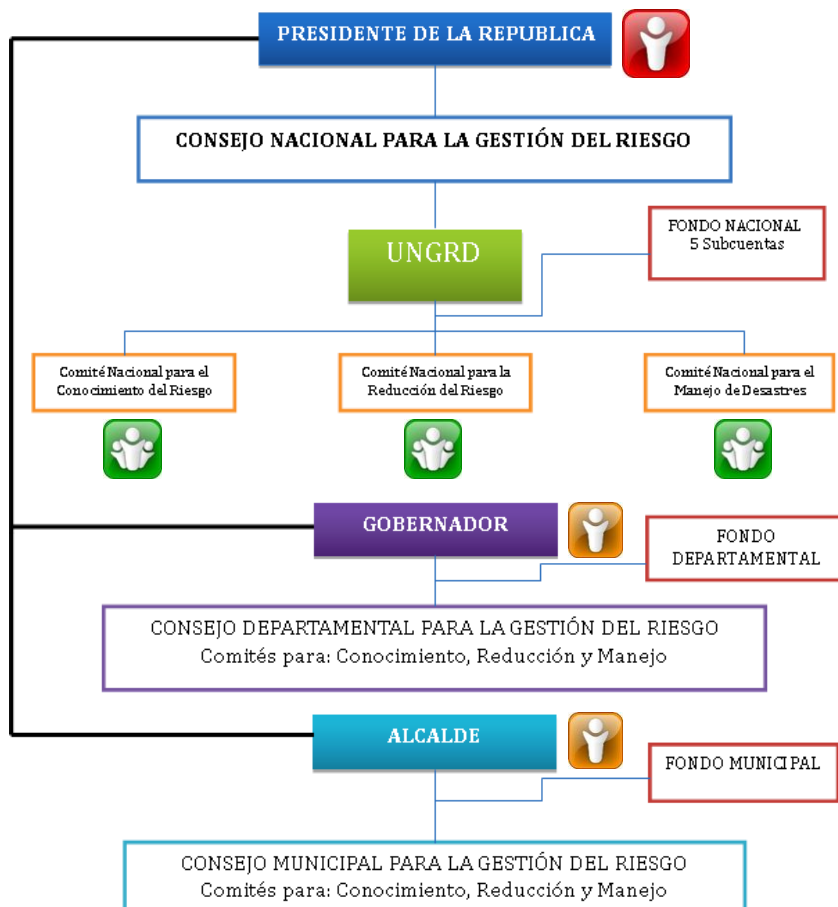 PRESIDENTE DE LA REPUBLICA
CONSEJO NACIONAL PARA LA GESTIÓN DEL RIESGO
UNGRD
FONDO NACIONAL
5 Subcuentas
Comité Nacional para el
Conocimiento del Riesgo
Comité Nacional para la
Reducción del Riesgo
Comité Nacional para el
Manejo de Desastres
GOBERNADOR
FONDO
DEPARTAMENTAL
CONSEJO DEPARTAMENTAL PARA LA GESTIÓN DEL RIESGO
Comités para: Conocimiento, Reducción y Manejo
ALCALDE
FONDO MUNICIPAL
CONSEJO MUNICIPAL PARA LA GESTIÓN DEL RIESGO
Comités para: Conocimiento, Reducción y Manejo